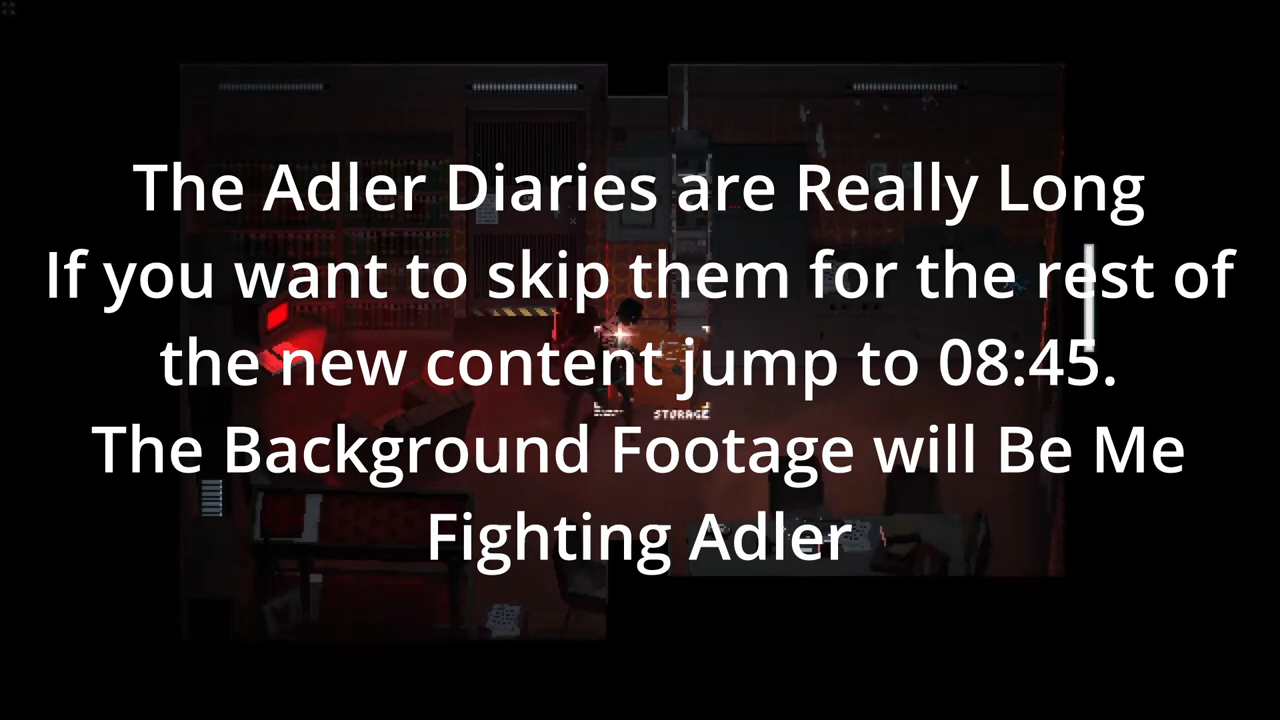 The Adler Diaries are Really Long
If you want to skip them for the rest of
the new content jump to 08:45.
STORAGE
The Background Footage will Be Me
Fighting Adler